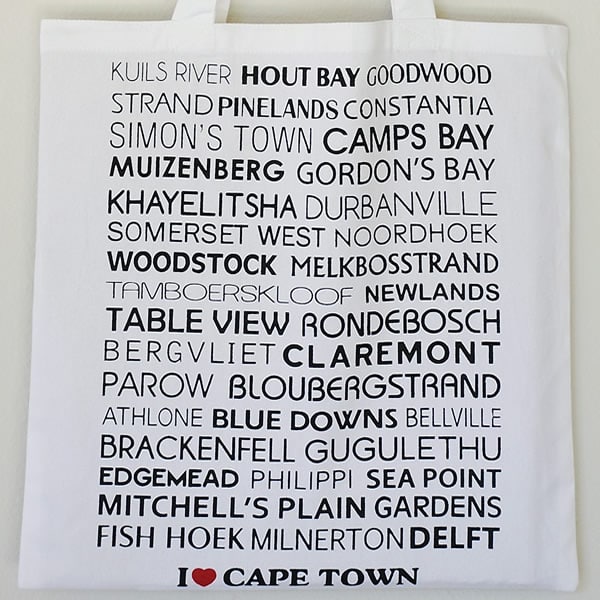 KUILS RIVER HOUT BAY GOODWOOD
STRAND PINELANDS CONSTANTIA
SIMON'S TOWN CAMPS BAY
MUIZENBERG GORDON'S BAY
KHAYELITSHA DURBANVILLE
SOMERSET WEST NOORDHOEK
WOODSTOCK MELKBOSSTRAND
TAMBOERSKLOOF NEWLANDS
TABLE VIEW RONDEBOSCH
BERGVLIET CLAREMONT
PAROW BLOUBERGSTRAND
ATHLONE BLUE DOWNS BELLVILLE
BRACKENFELL GUGULETHU
EDGEMEAD PHILIPPI SEA POINT
MITCHELL'S PLAIN GARDENS
FISH HOEK MILNERTON DELFT
I ❤ CAPE TOWN